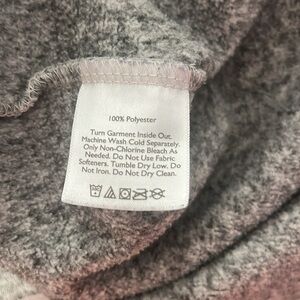 100% Polyester
Turn Garment Inside Out.
Machine Wash Cold Separately.
Only Non-Chlorine Bleach As
Needed. Do Not Use Fabric
Softeners. Tumble Dry Low. Do
Not Iron. Do Not Dry Clean.